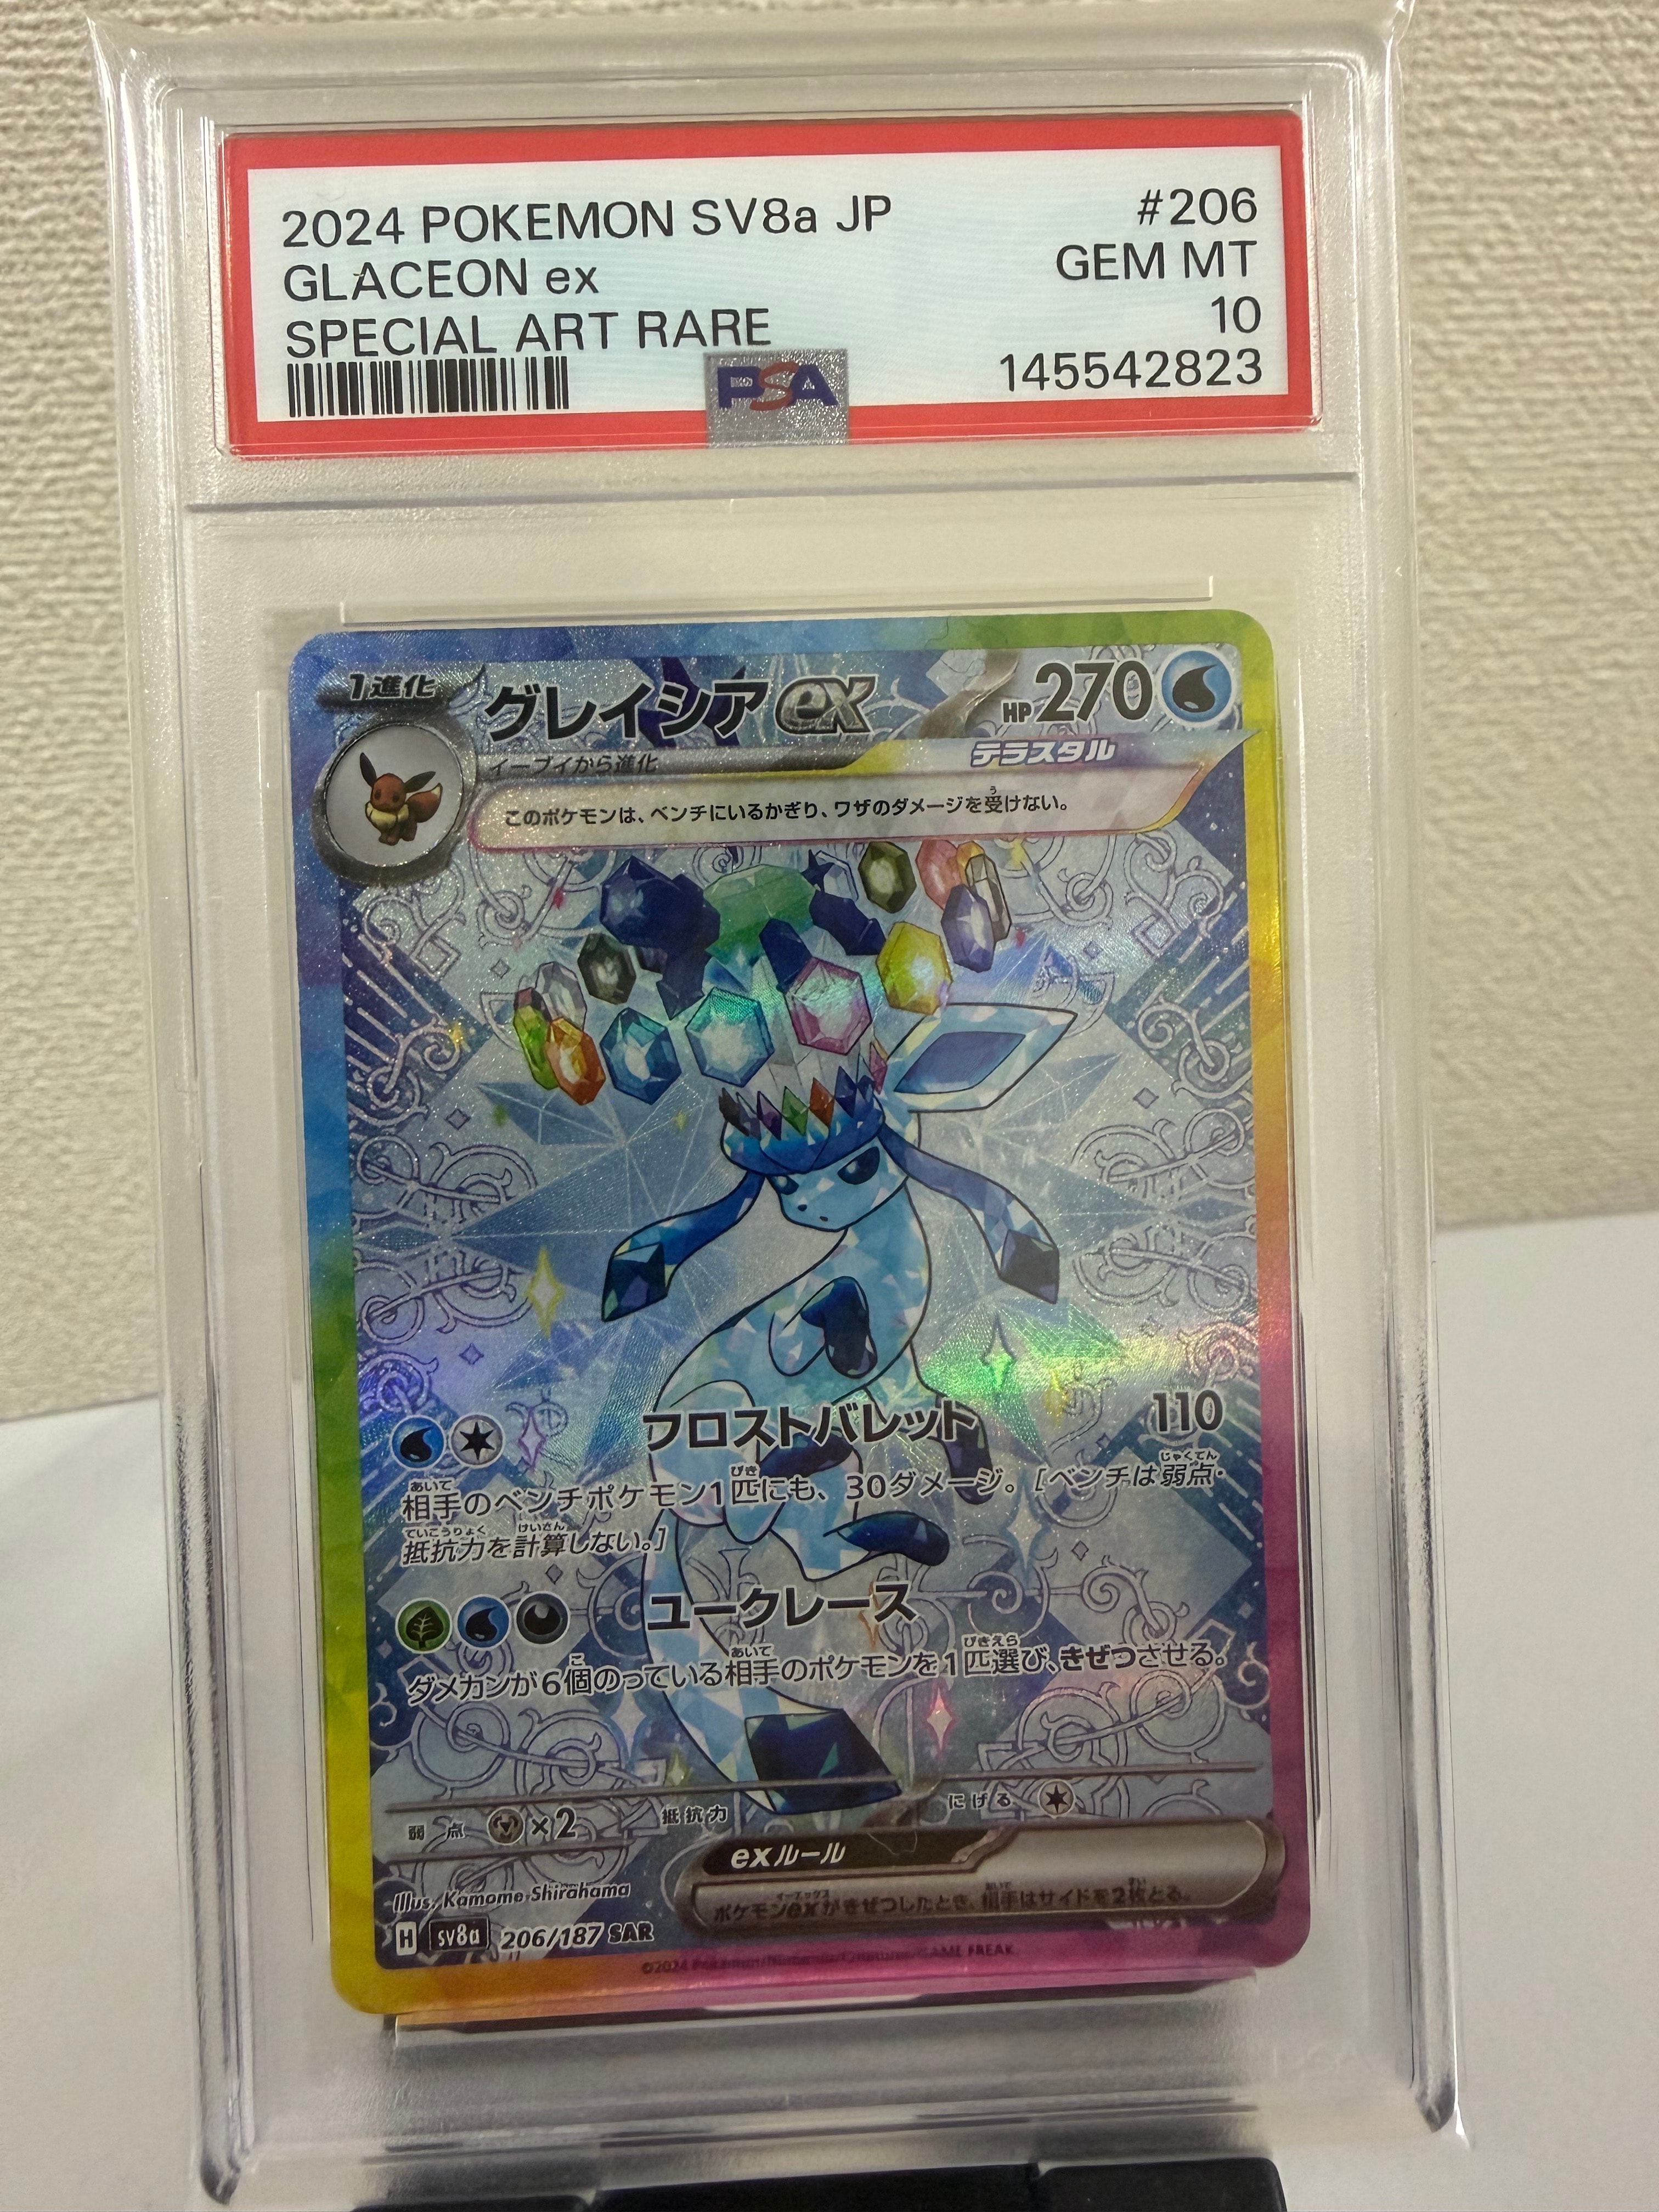 2024 POKEMON SV8a JP #206
GLACEON ex GEM MT
SPECIAL ART RARE 10
PSA 145542823
1進化 グレイシアex HP270
イーブイから進化 テラスタル
このポケモンは、ベンチにいるかぎり、ワザのダメージを受けない。
フロストバレット 110
相手のベンチポケモン1匹にも、30ダメージ。[ベンチは弱点・
抵抗力を計算しない。]
ユークレース
ダメカンが6個のっている相手のポケモンを1匹選び、きぜつさせる。
弱点 ×2 抵抗力 にげる
exルール
ポケモンexがきぜつしたとき、相手はサイドを2枚とる。
Illus. Kamome Shirahama
H sv8a 206/187 SAR
©2024 Pokémon/Nintendo/Creatures/GAME FREAK.